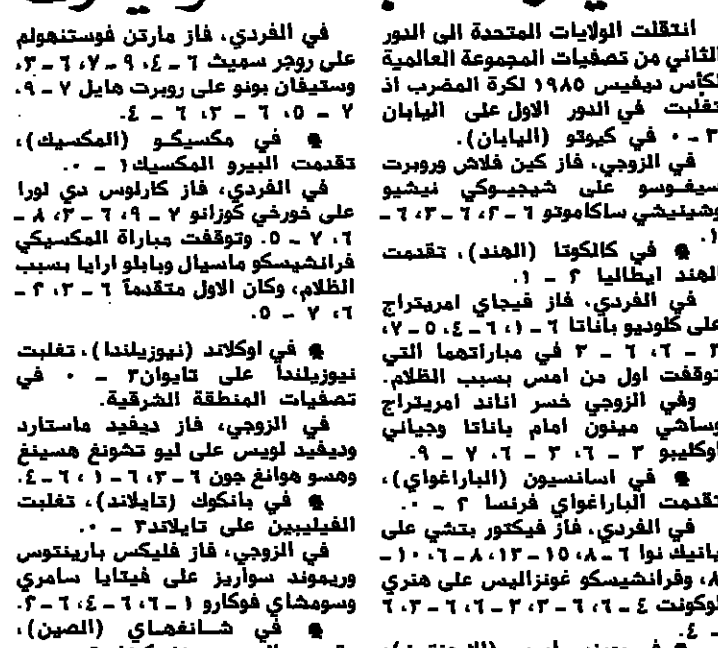 انتقلت الولايات المتحدة الى الدور
الثاني من تصفيات المجموعة العالمية
لكأس ديفيس ١٩٨٥ لكرة المضرب اذ
تغلبت في الدور الاول على اليابان
٣ ـ ٠ في كيوتو (اليابان).
في الزوجي، فاز كين فلاش وروبرت
سيغوسو على شيجيوكي نيشيو
وشينيشي ساكاموتو ٦ ـ ٢، ٦ ـ ٣، ٦ ـ
١.
● في كالكوتا (الهند)، تقدمت
الهند ايطاليا ٢ ـ ١.
في الفردي، فاز فيجاي امريتراج
على كلوديو باناتا ٦ ـ ١، ٦ ـ ٤، ٥ ـ ٧،
٣ ـ ٦، ٦ ـ ٣ في مباراتهما التي
توقفت اول من امس بسبب الظلام.
وفي الزوجي خسر اناند امريتراج
وساشي مينون امام باناتا وجياني
اوكليبو ٣ ـ ٦، ٣ ـ ٦، ٧ ـ ٩.
● في اسانسيون (الباراغواي)،
تقدمت الباراغواي فرنسا ٢ ـ ٠.
في الفردي، فاز فيكتور بتشي على
يانيك نوا ٦ ـ ٨، ١٥ ـ ١٣، ٨ ـ ٦، ١٠ ـ
٨، وفرانشيسكو غونزاليس على هنري
لوكونت ٤ ـ ٦، ٦ ـ ٣، ٣ ـ ٦، ٦ ـ ٣، ٦
ـ ٤.
في الفردي، فاز مارتن فوستنهولم
على روجر سميث ٦ ـ ٤، ٩ ـ ٧، ٦ ـ ٣،
وستيفان بونو على روبرت هايل ٧ ـ ٩،
٧ ـ ٥، ٦ ـ ٣، ٦ ـ ٤.
● في مكسيكو (المكسيك)،
تقدمت البيرو المكسيك ١ ـ ٠.
في الفردي، فاز كارلوس دي لورا
على خورخي كوزانو ٧ ـ ٩، ٦ ـ ٣، ٨ ـ
٦، ٧ ـ ٥. وتوقفت مباراة المكسيكي
فرانشيسكو ماسيال وبابلو ارايا بسبب
الظلام، وكان الاول متقدماً ٦ ـ ٣، ٢ ـ
٦، ٧ ـ ٥.
● في اوكلاند (نيوزيلندا)، تغلبت
نيوزيلندا على تايوان ٣ ـ ٠ في
تصفيات المنطقة الشرقية.
في الزوجي، فاز ديفيد ماستارد
وديفيد لويس على ليو تشونغ هسينغ
وهسو هوانغ جون ٦ ـ ٣، ٦ ـ ١، ٦ ـ ٤.
● في بانكوك (تايلاند)، تغلبت
الفيليبين على تايلاند ٣ ـ ٠.
في الزوجي، فاز فليكس بارينتوس
وريموند سواريز على فيتايا سامري
وسومشاي فوكارو ١ ـ ٦، ٦ ـ ٤، ٦ ـ ٢.
● في شانغهاي (الصين)،